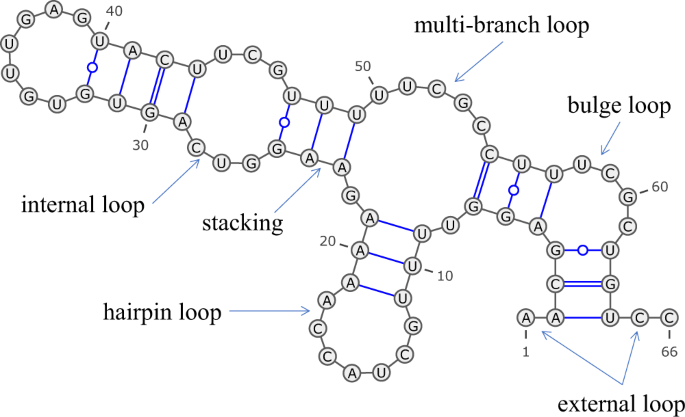 40
G A G
U U A C U U C G
U
G U G U G A C
30
U U U U U C G C C
50
multi-branch loop
bulge loop
U U U C G C
60
internal loop
stacking
U G G A A
G A A A
20
U U U G G A G U
10
hairpin loop
A A C C A U C G U
C G
A A U C C
1
66
external loop